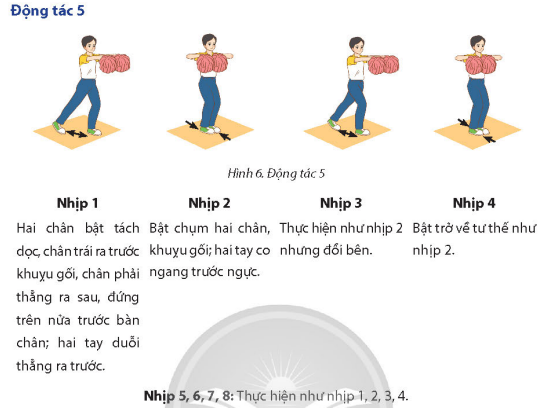 Động tác 5
Hình 6. Động tác 5
Nhịp 1
Hai chân bật tách
dọc, chân trái ra trước
khuỵu gối, chân phải
thẳng ra sau, đứng
trên nửa trước bàn
chân; hai tay duỗi
thẳng ra trước.
Nhịp 2
Bật chụm hai chân,
khuỵu gối; hai tay co
ngang trước ngực.
Nhịp 3
Thực hiện như nhịp 2
nhưng đổi bên.
Nhịp 4
Bật trở về tư thế như
nhịp 2.
Nhịp 5, 6, 7, 8: Thực hiện như nhịp 1, 2, 3, 4.